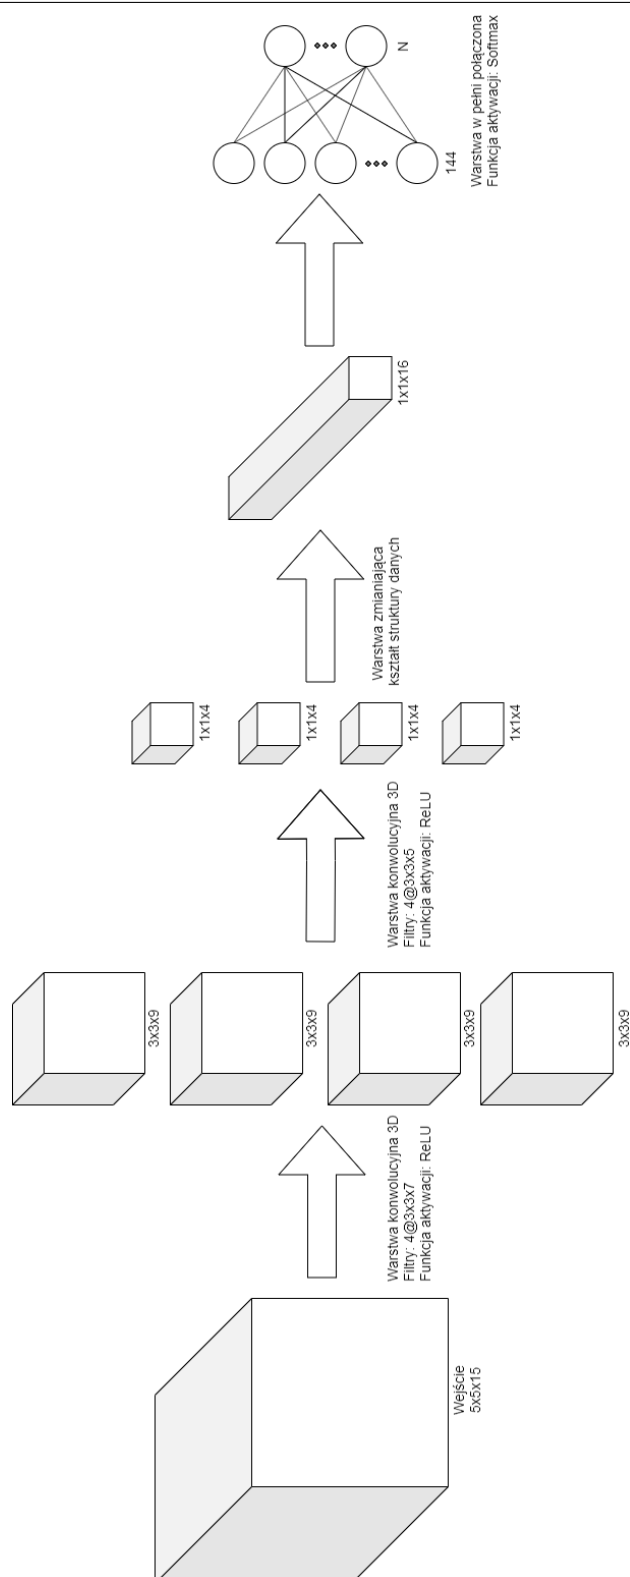 Wejście
5x5x15
Warstwa konwolucyjna 3D
Filtry: 4@3x3x7
Funkcja aktywacji: ReLU
3x3x9
3x3x9
3x3x9
3x3x9
Warstwa konwolucyjna 3D
Filtry: 4@3x3x5
Funkcja aktywacji: ReLU
1x1x4
1x1x4
1x1x4
1x1x4
Warstwa zmianiająca
kształt struktury danych
1x1x16
144
N
Warstwa w pełni połączona
Funkcja aktywacji: Softmax